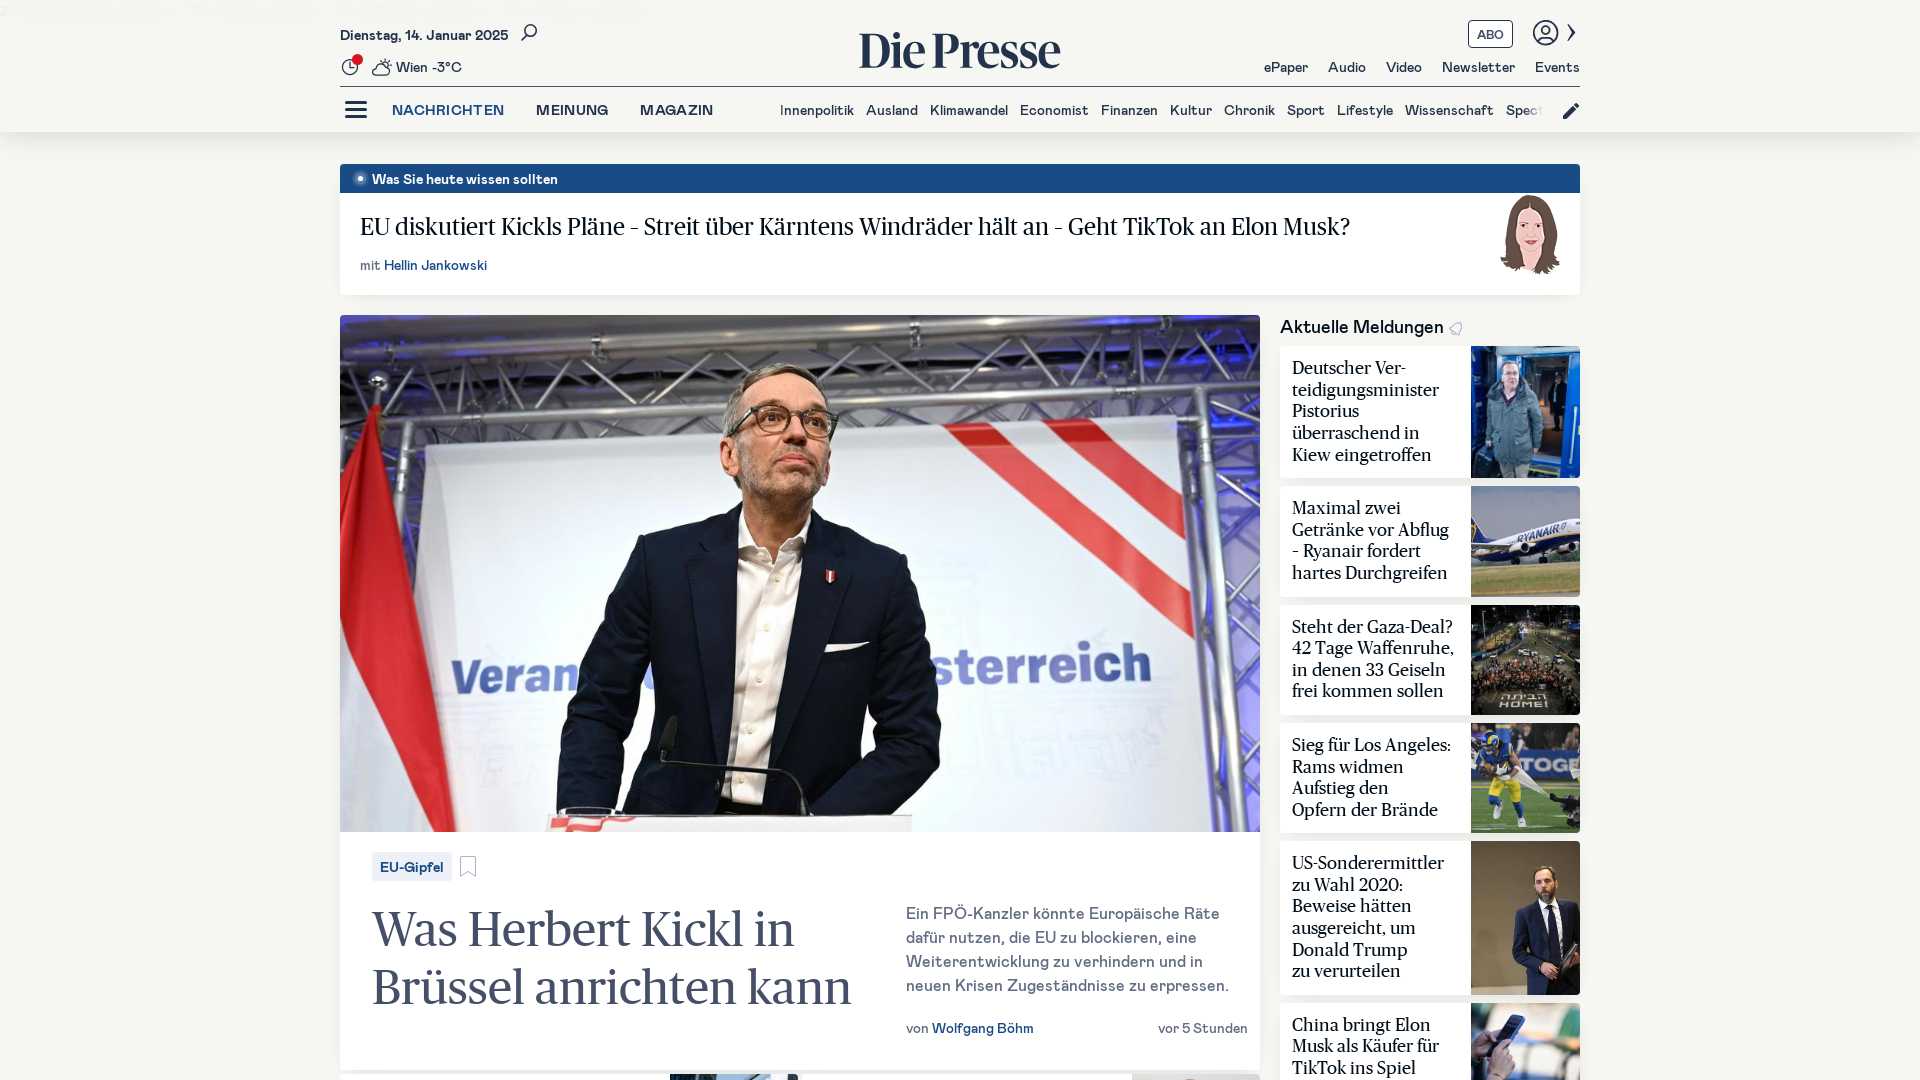 Dienstag, 14. Januar 2025
Wien -3°C
Die Presse
ABO
ePaper Audio Video Newsletter Events
NACHRICHTEN MEINUNG MAGAZIN
Innenpolitik Ausland Klimawandel Economist Finanzen Kultur Chronik Sport Lifestyle Wissenschaft Spect
Was Sie heute wissen sollten
EU diskutiert Kickls Pläne – Streit über Kärntens Windräder hält an – Geht TikTok an Elon Musk?
mit Hellin Jankowski
Veran sterreich
EU-Gipfel
Was Herbert Kickl in
Brüssel anrichten kann
Ein FPÖ-Kanzler könnte Europäische Räte
dafür nutzen, die EU zu blockieren, eine
Weiterentwicklung zu verhindern und in
neuen Krisen Zugeständnisse zu erpressen.
von Wolfgang Böhm
vor 5 Stunden
Aktuelle Meldungen
Deutscher Ver-
teidigungsminister
Pistorius
überraschend in
Kiew eingetroffen
Maximal zwei
Getränke vor Abflug
– Ryanair fordert
hartes Durchgreifen
RYANAIR
Steht der Gaza-Deal?
42 Tage Waffenruhe,
in denen 33 Geiseln
frei kommen sollen
הביתה
HOME!
Sieg für Los Angeles:
Rams widmen
Aufstieg den
Opfern der Brände
TOGE
US-Sonderermittler
zu Wahl 2020:
Beweise hätten
ausgereicht, um
Donald Trump
zu verurteilen
China bringt Elon
Musk als Käufer für
TikTok ins Spiel